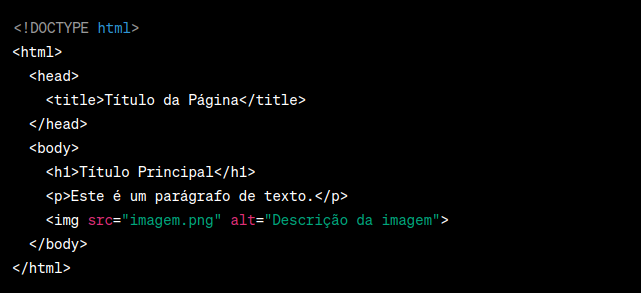 <!DOCTYPE html>
<html>
  <head>
    <title>Título da Página</title>
  </head>
  <body>
    <h1>Título Principal</h1>
    <p>Este é um parágrafo de texto.</p>
    <img src="imagem.png" alt="Descrição da imagem">
  </body>
</html>